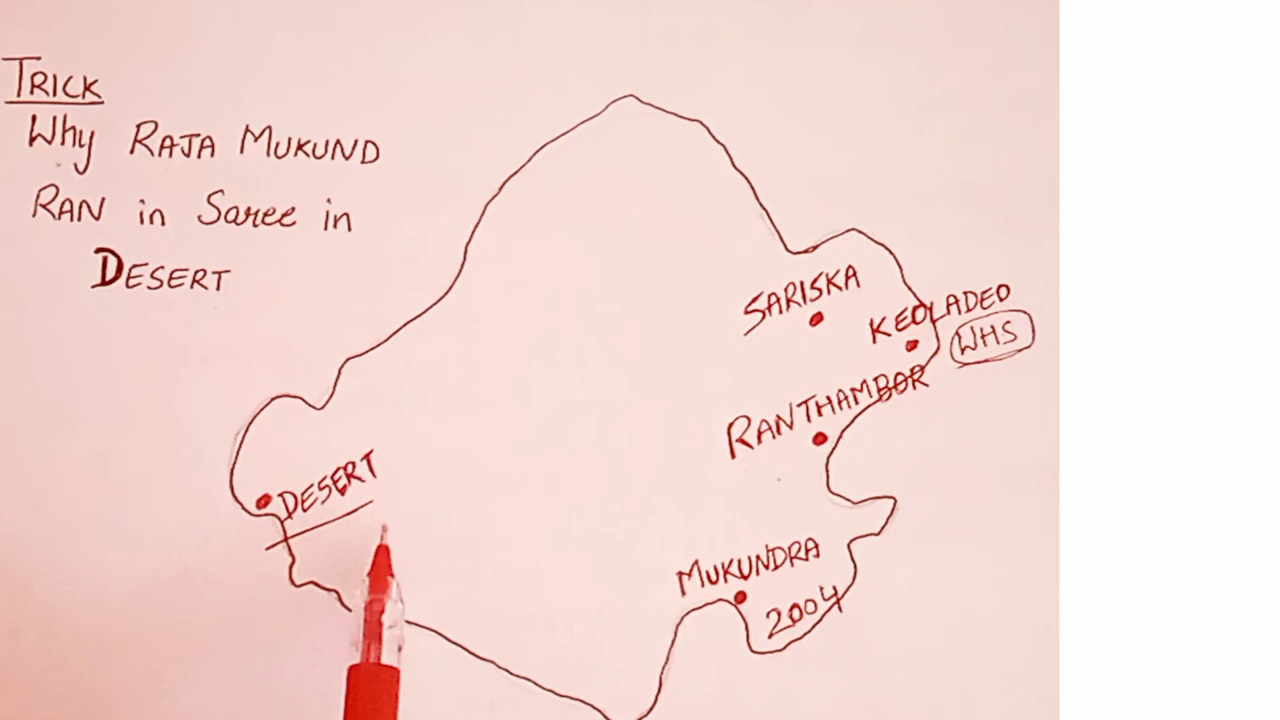 TRICK
Why RAJA MUKUND
RAN in Saree in
DESERT
SARISKA
KEOLADEO
WHS
RANTHAMBOR
DESERT
MUKUNDRA
2004